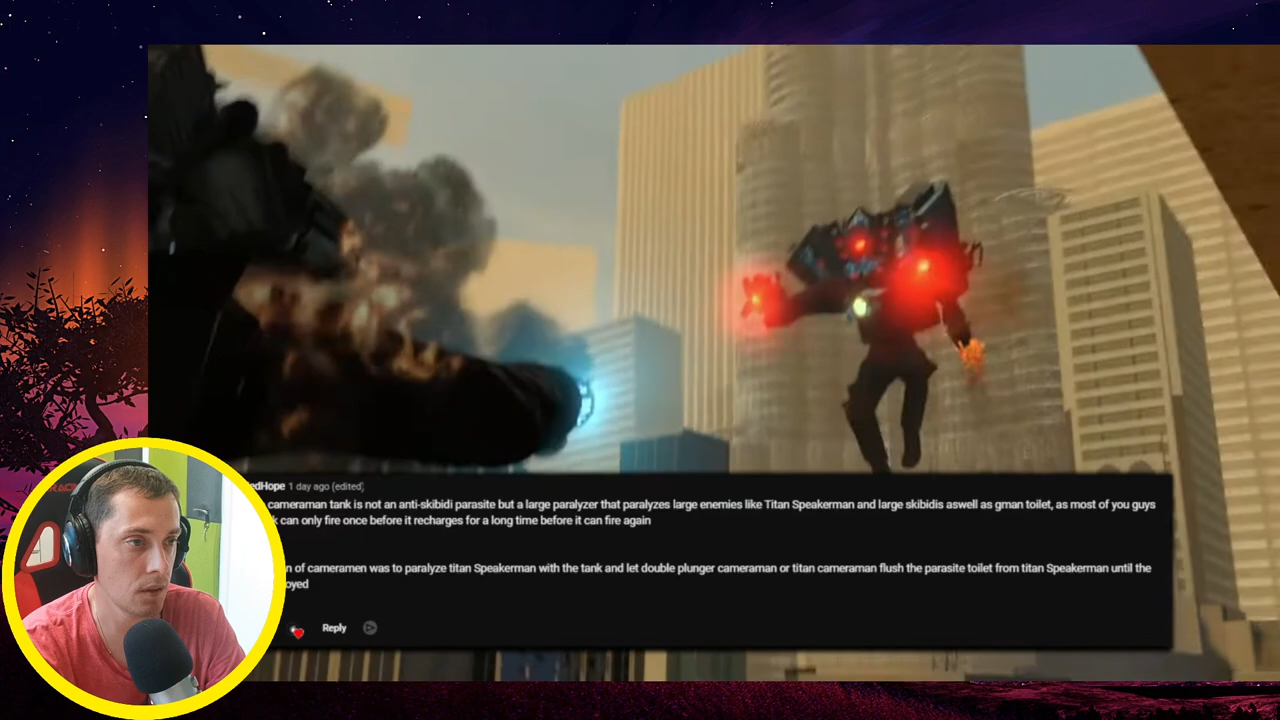 edHope 1 day ago (edited)
cameraman tank is not an anti-skibidi parasite but a large paralyzer that paralyzes large enemies like Titan Speakerman and large skibidis aswell as gman toilet, as most of you guys
k can only fire once before it recharges for a long time before it can fire again
n of cameramen was to paralyze titan Speakerman with the tank and let double plunger cameraman or titan cameraman flush the parasite toilet from titan Speakerman until the
oyed
Reply